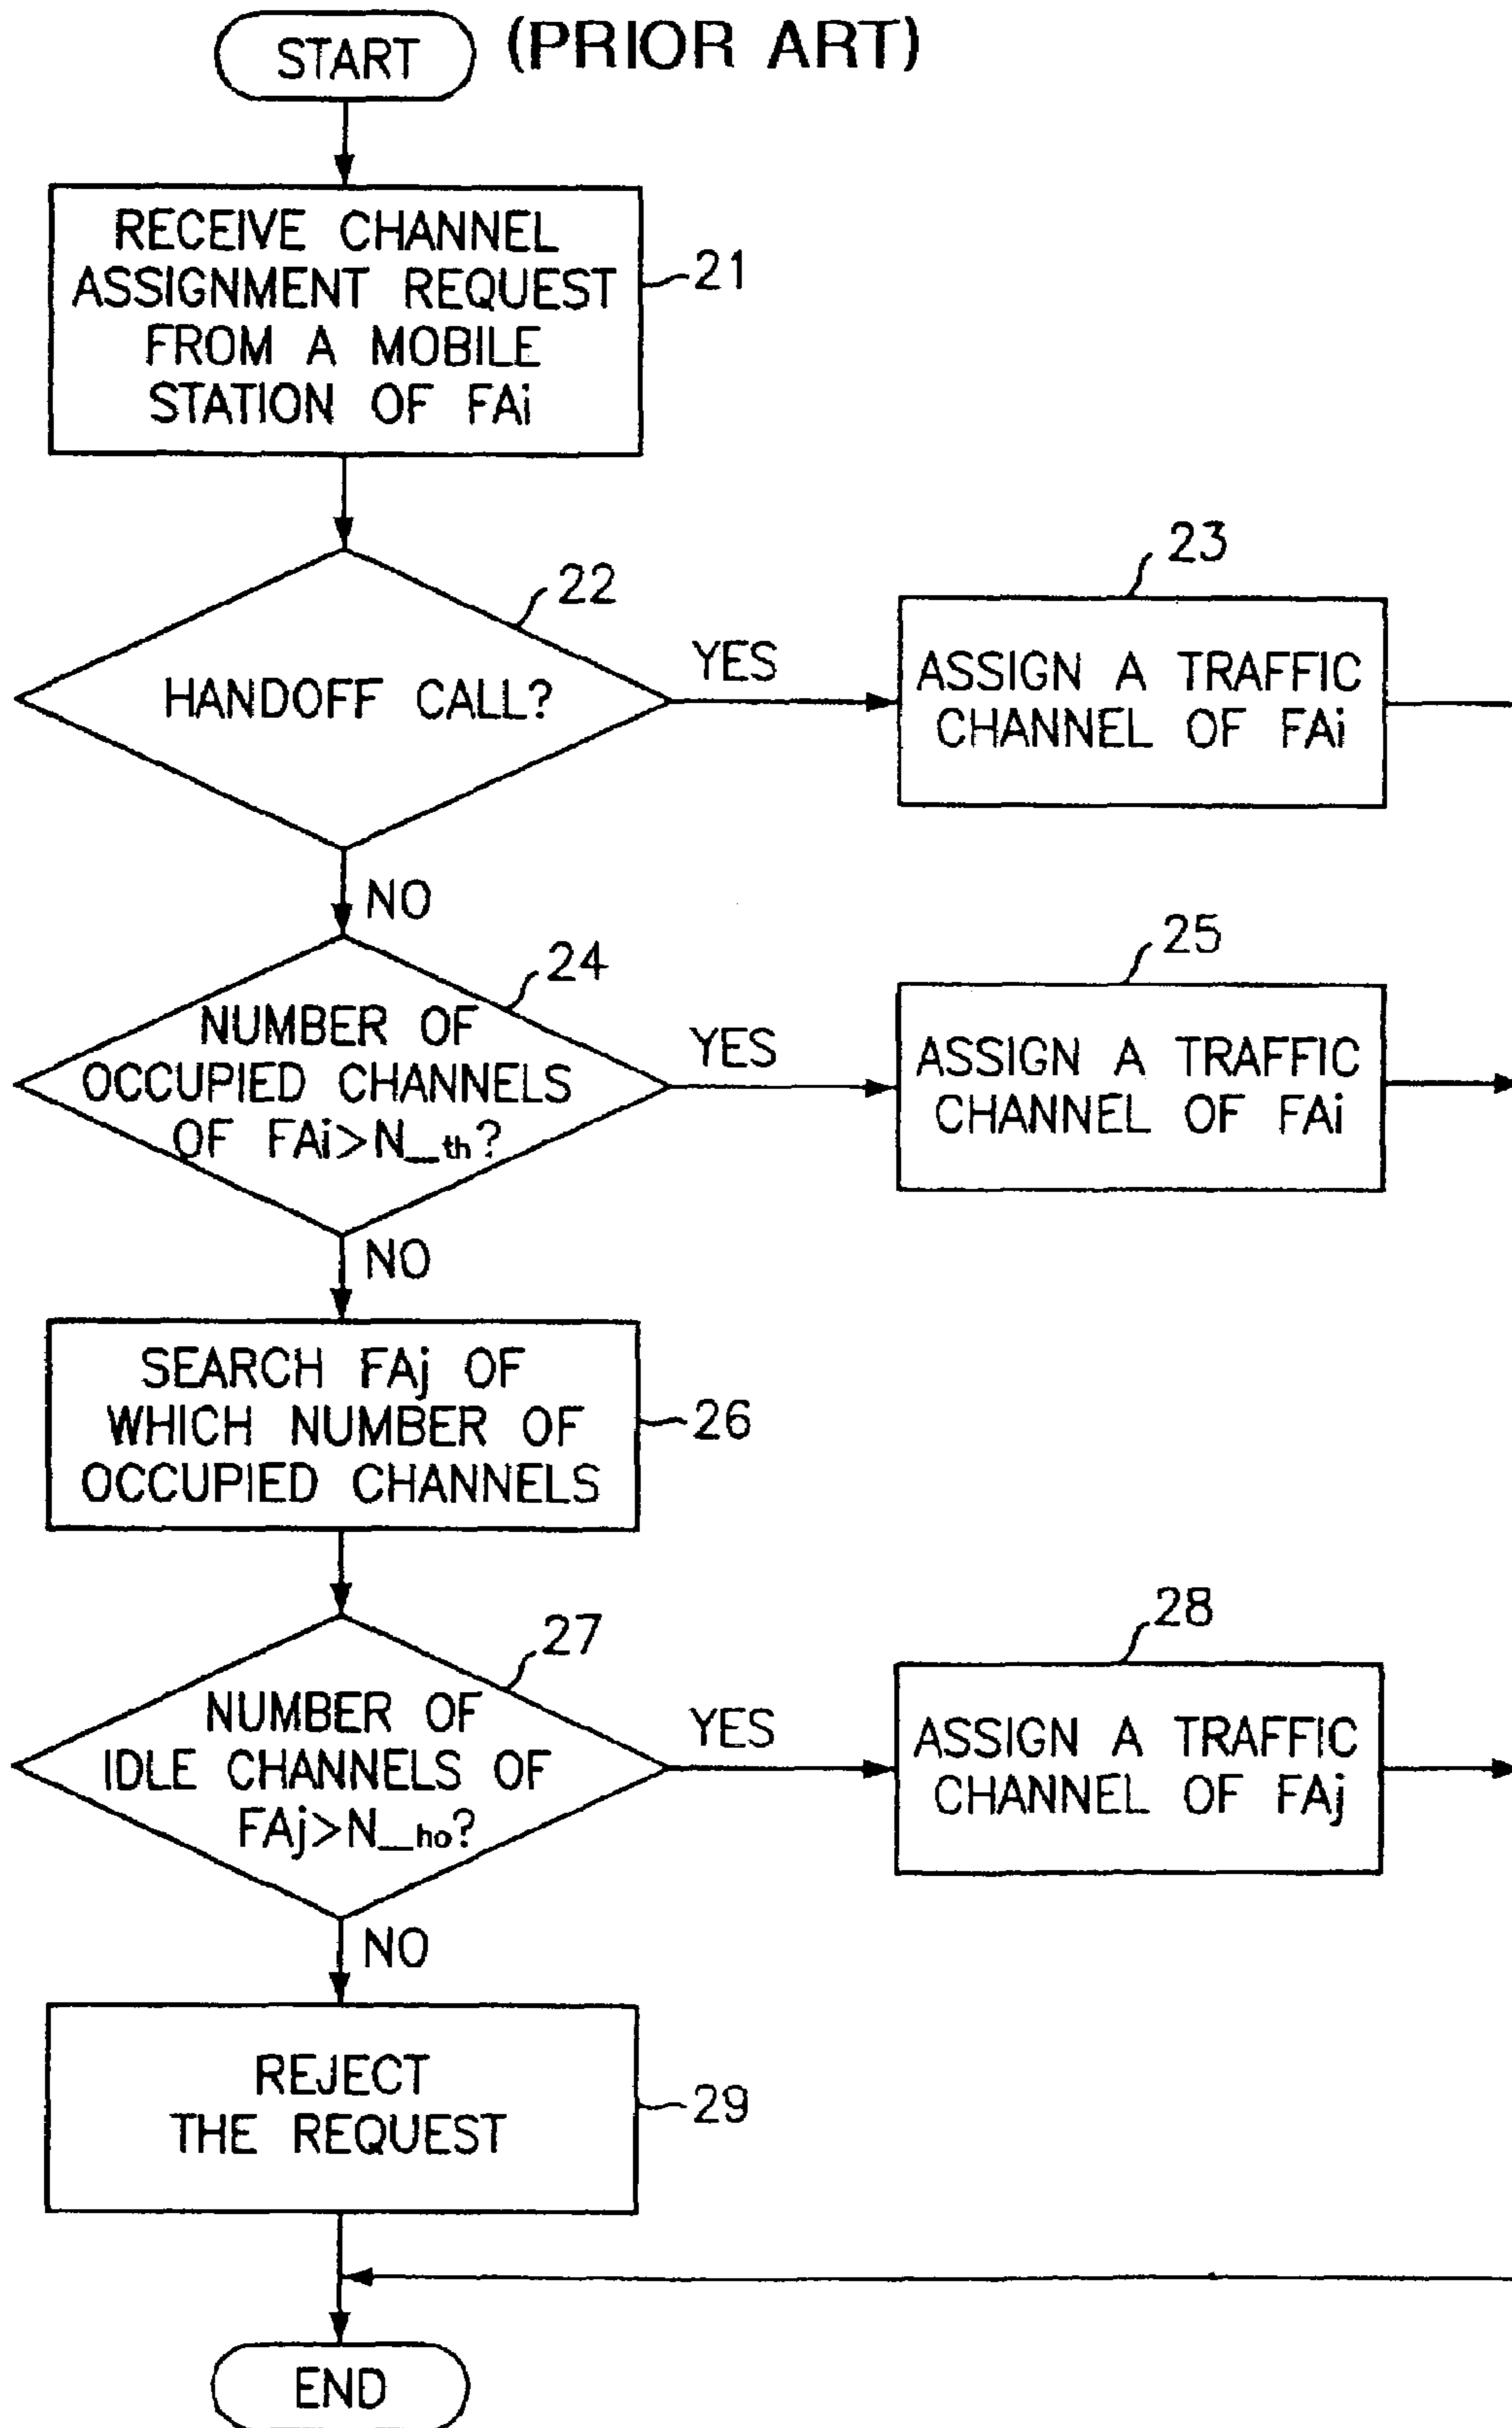 START
(PRIOR ART)
RECEIVE CHANNEL
ASSIGNMENT REQUEST
FROM A MOBILE
STATION OF FAi
21
22
HANDOFF CALL?
YES
23
ASSIGN A TRAFFIC
CHANNEL OF FAi
NO
24
NUMBER OF
OCCUPIED CHANNELS
OF FAi>N_th?
YES
25
ASSIGN A TRAFFIC
CHANNEL OF FAi
NO
SEARCH FAj OF
WHICH NUMBER OF
OCCUPIED CHANNELS
26
27
NUMBER OF
IDLE CHANNELS OF
FAj>N_ho?
YES
28
ASSIGN A TRAFFIC
CHANNEL OF FAj
NO
REJECT
THE REQUEST
29
END